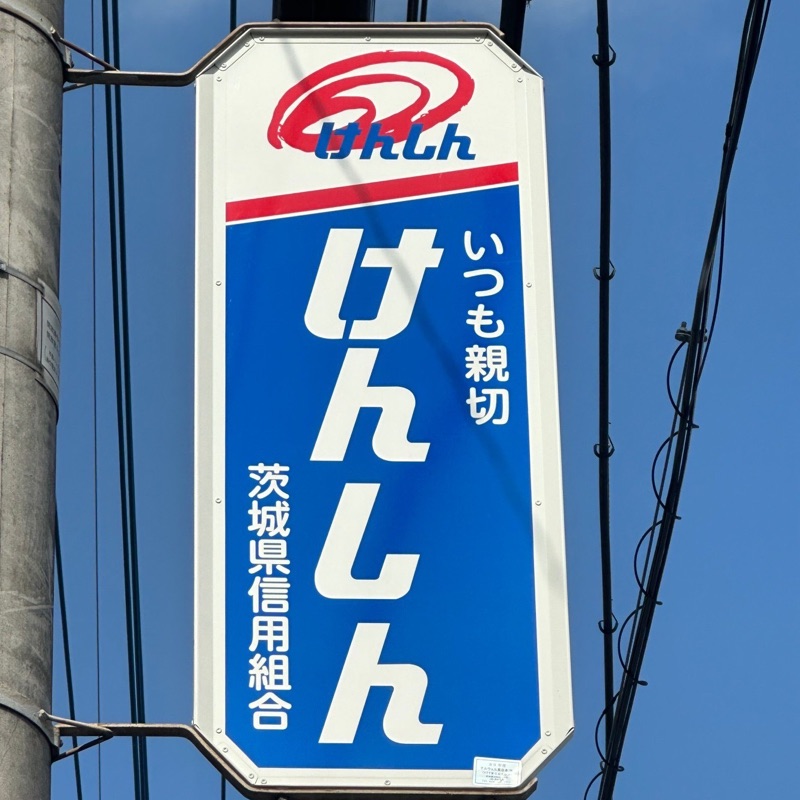 けんしん
いつも親切
けんしん
茨城県信用組合